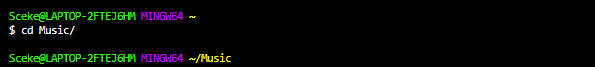 Sceke@LAPTOP-2FTEJ6HM MINGW64 ~
$ cd Music/
Sceke@LAPTOP-2FTEJ6HM MINGW64 ~/Music